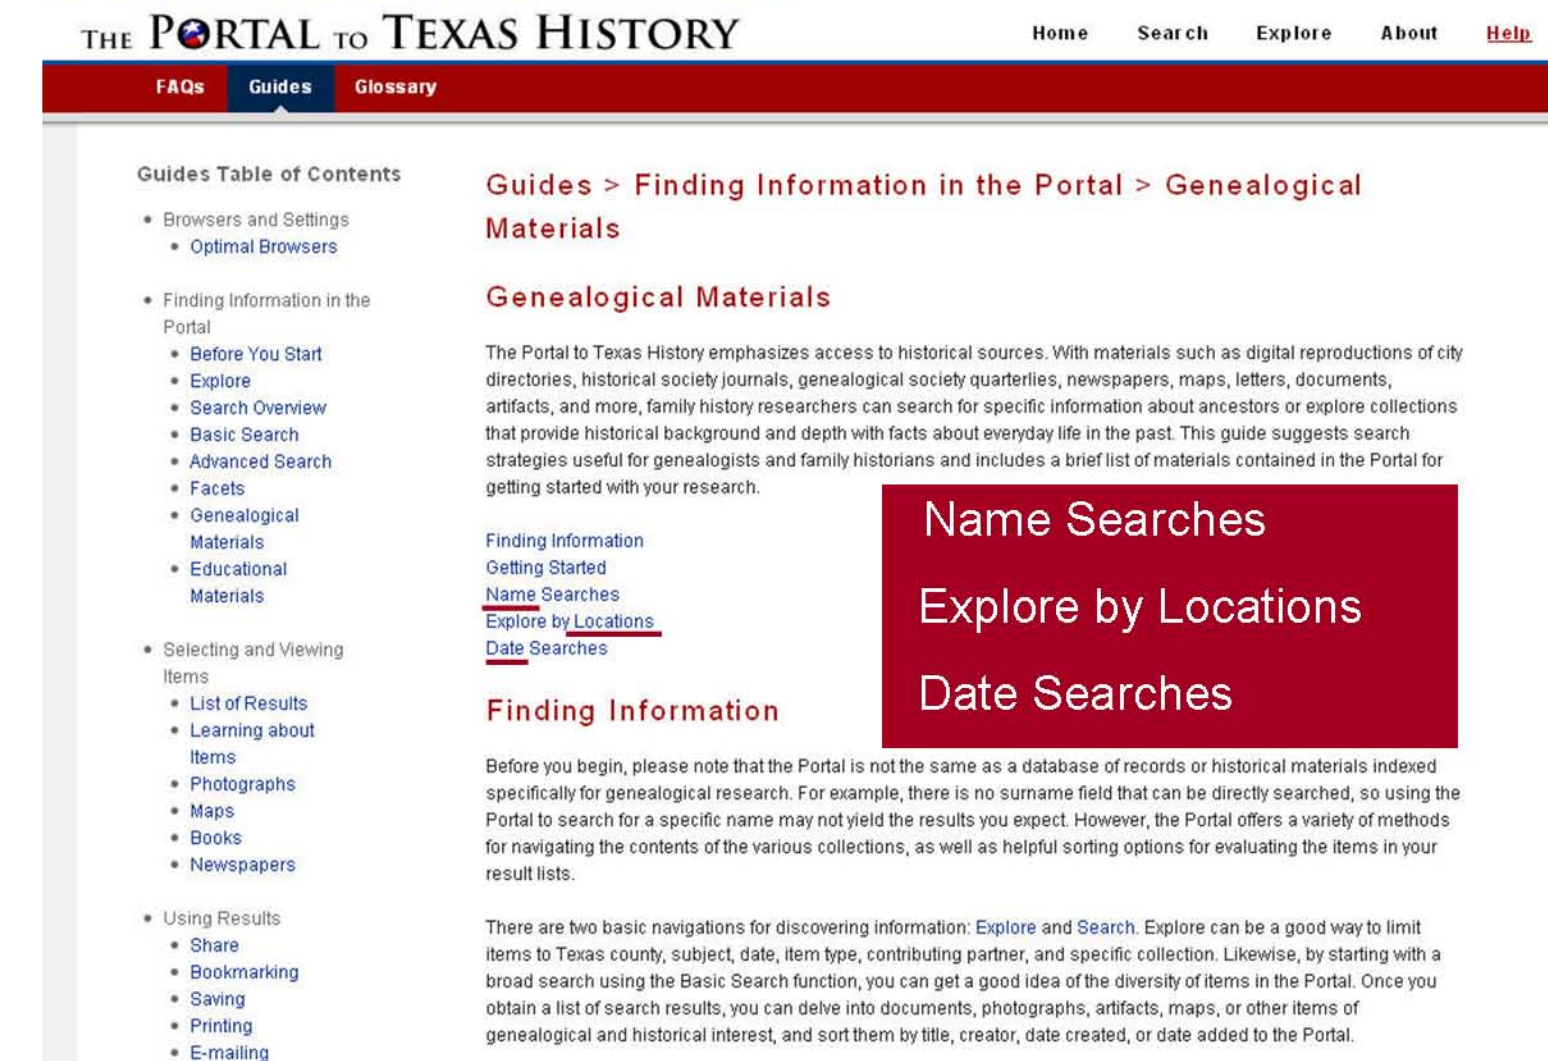 THE PORTAL TO TEXAS HISTORY
Home Search Explore About Help
FAQs Guides Glossary
Guides Table of Contents
• Browsers and Settings
• Optimal Browsers
• Finding Information in the
Portal
• Before You Start
• Explore
• Search Overview
• Basic Search
• Advanced Search
• Facets
• Genealogical
Materials
• Educational
Materials
• Selecting and Viewing
Items
• List of Results
• Learning about
Items
• Photographs
• Maps
• Books
• Newspapers
• Using Results
• Share
• Bookmarking
• Saving
• Printing
• E-mailing
Guides > Finding Information in the Portal > Genealogical
Materials
Genealogical Materials
The Portal to Texas History emphasizes access to historical sources. With materials such as digital reproductions of city
directories, historical society journals, genealogical society quarterlies, newspapers, maps, letters, documents,
artifacts, and more, family history researchers can search for specific information about ancestors or explore collections
that provide historical background and depth with facts about everyday life in the past. This guide suggests search
strategies useful for genealogists and family historians and includes a brief list of materials contained in the Portal for
getting started with your research.
Finding Information
Getting Started
Name Searches
Explore by Locations
Date Searches
Name Searches
Explore by Locations
Date Searches
Finding Information
Before you begin, please note that the Portal is not the same as a database of records or historical materials indexed
specifically for genealogical research. For example, there is no surname field that can be directly searched, so using the
Portal to search for a specific name may not yield the results you expect. However, the Portal offers a variety of methods
for navigating the contents of the various collections, as well as helpful sorting options for evaluating the items in your
result lists.
There are two basic navigations for discovering information: Explore and Search. Explore can be a good way to limit
items to Texas county, subject, date, item type, contributing partner, and specific collection. Likewise, by starting with a
broad search using the Basic Search function, you can get a good idea of the diversity of items in the Portal. Once you
obtain a list of search results, you can delve into documents, photographs, artifacts, maps, or other items of
genealogical and historical interest, and sort them by title, creator, date created, or date added to the Portal.